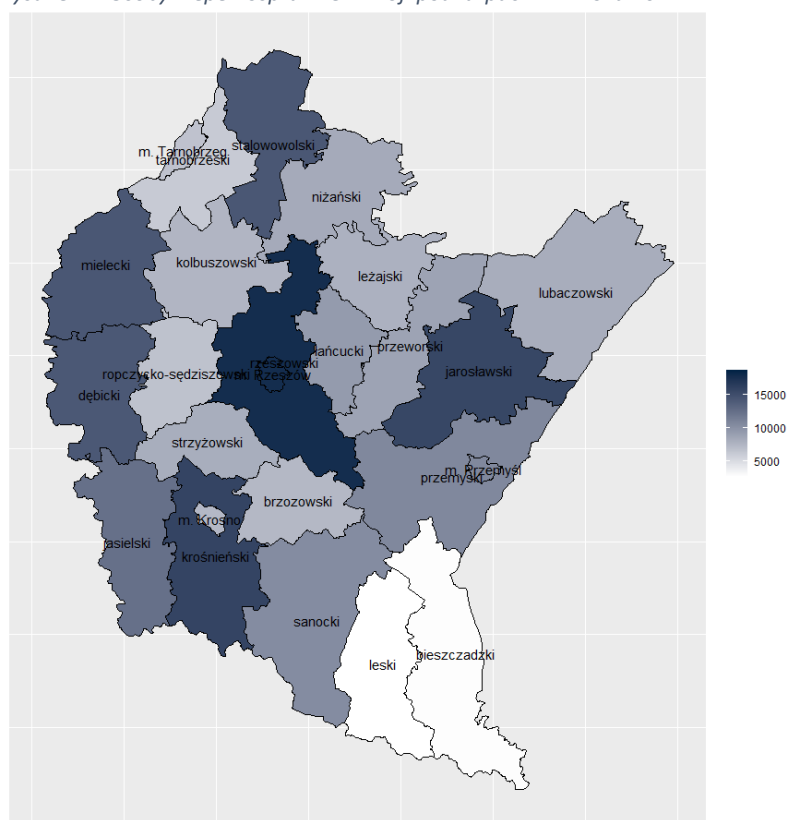 m. Tarnobrzeg
tarnobrzeski
stalowowolski
niżański
mielecki
kolbuszowski
leżajski
lubaczowski
łańcucki
przeworski
rzeszowski
ropczycko-sędziszowski
m. Rzeszów
jarosławski
dębicki
15000
10000
5000
strzyżowski
m. Przemyśl
przemyski
brzozowski
m. Krosno
jasielski
krośnieński
sanocki
leski
bieszczadzki